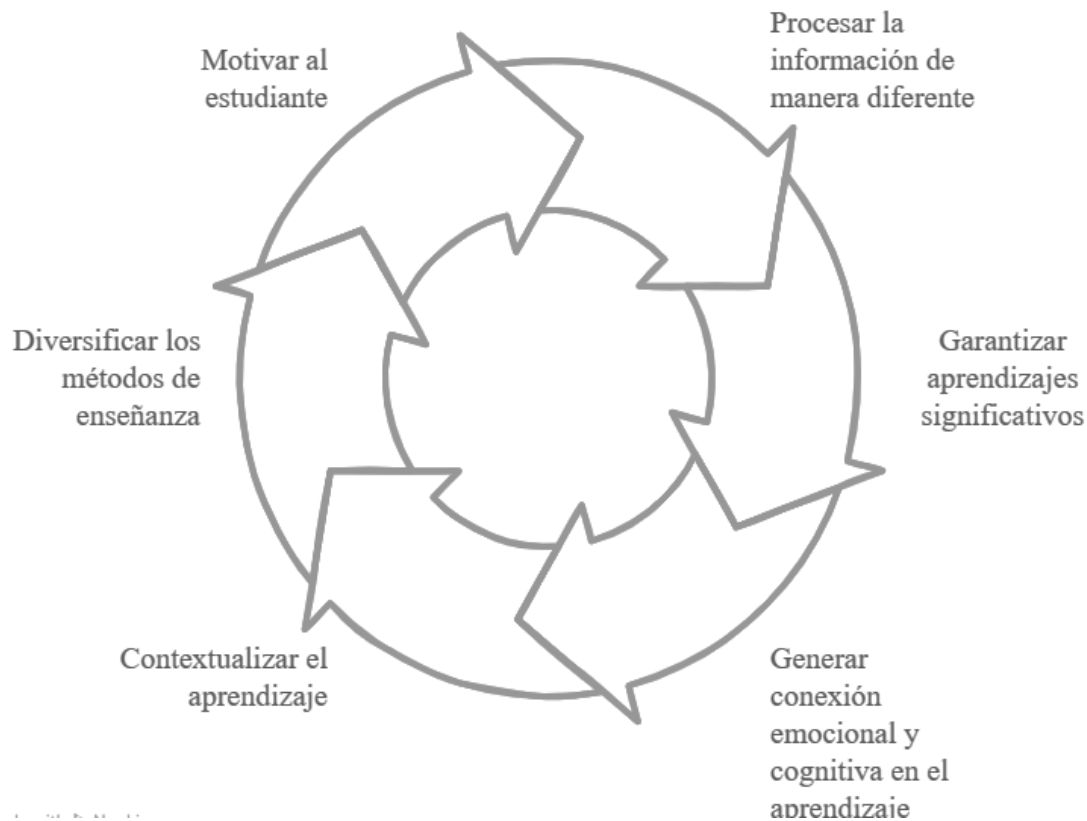 Motivar al
estudiante
Procesar la
información de
manera diferente
Garantizar
aprendizajes
significativos
Generar
conexión
emocional y
cognitiva en el
aprendizaje
Contextualizar el
aprendizaje
Diversificar los
métodos de
enseñanza